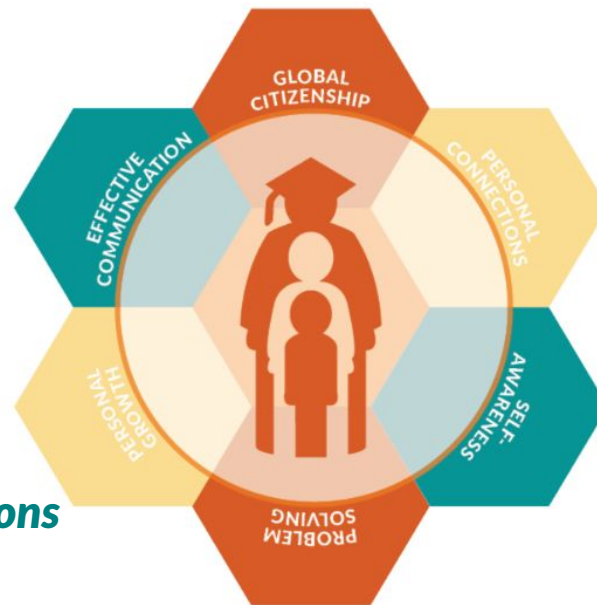 GLOBAL
CITIZENSHIP
PERSONAL
CONNECTIONS
SELF-
AWARENESS
PROBLEM
SOLVING
PERSONAL
GROWTH
EFFECTIVE
COMMUNICATION
ons